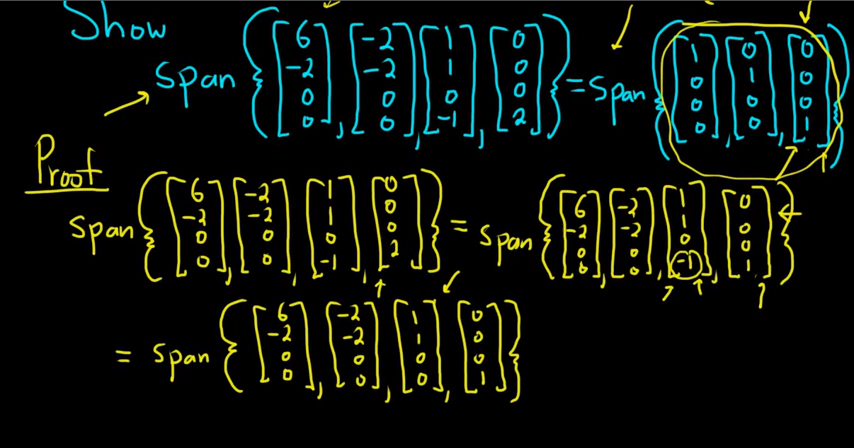 Show
span {[6 -2 0 0], [-2 -2 0 0], [1 1 0 -1], [0 0 0 2]} = span {[1 0 0 0], [0 1 0 0], [0 0 0 1]}
Proof
span {[6 -2 0 0], [-2 -2 0 0], [1 1 0 -1], [0 0 0 2]} = span {[6 -2 0 0], [-2 -2 0 0], [1 1 0 -1], [0 0 0 1]}
= span {[6 -2 0 0], [-2 -2 0 0], [1 1 0 0], [0 0 0 1]}